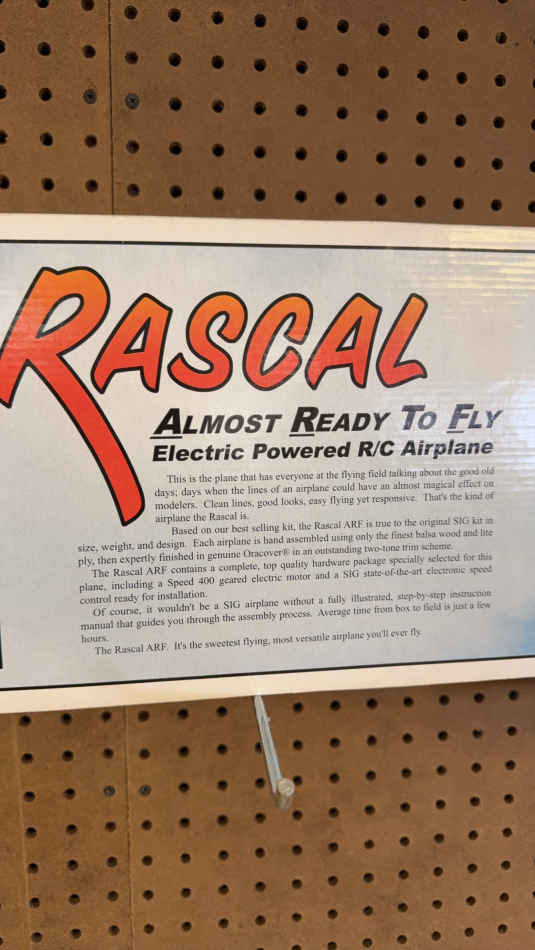 RASCAL
ALMOST READY TO FLY
Electric Powered R/C Airplane
This is the plane that has everyone at the flying field talking about the good old
days; days when the lines of an airplane could have an almost magical effect on
modelers. Clean lines, good looks, easy flying yet responsive. That's the kind of
airplane the Rascal is.
Based on our best selling kit, the Rascal ARF is true to the original SIG kit in
size, weight, and design. Each airplane is hand assembled using only the finest balsa wood and lite
ply, then expertly finished in genuine Oracover® in an outstanding two-tone trim scheme.
The Rascal ARF contains a complete, top quality hardware package specially selected for this
plane, including a Speed 400 geared electric motor and a SIG state-of-the-art electronic speed
control ready for installation.
Of course, it wouldn't be a SIG airplane without a fully illustrated, step-by-step instruction
manual that guides you through the assembly process. Average time from box to field is just a few
hours.
The Rascal ARF. It's the sweetest flying, most versatile airplane you'll ever fly.